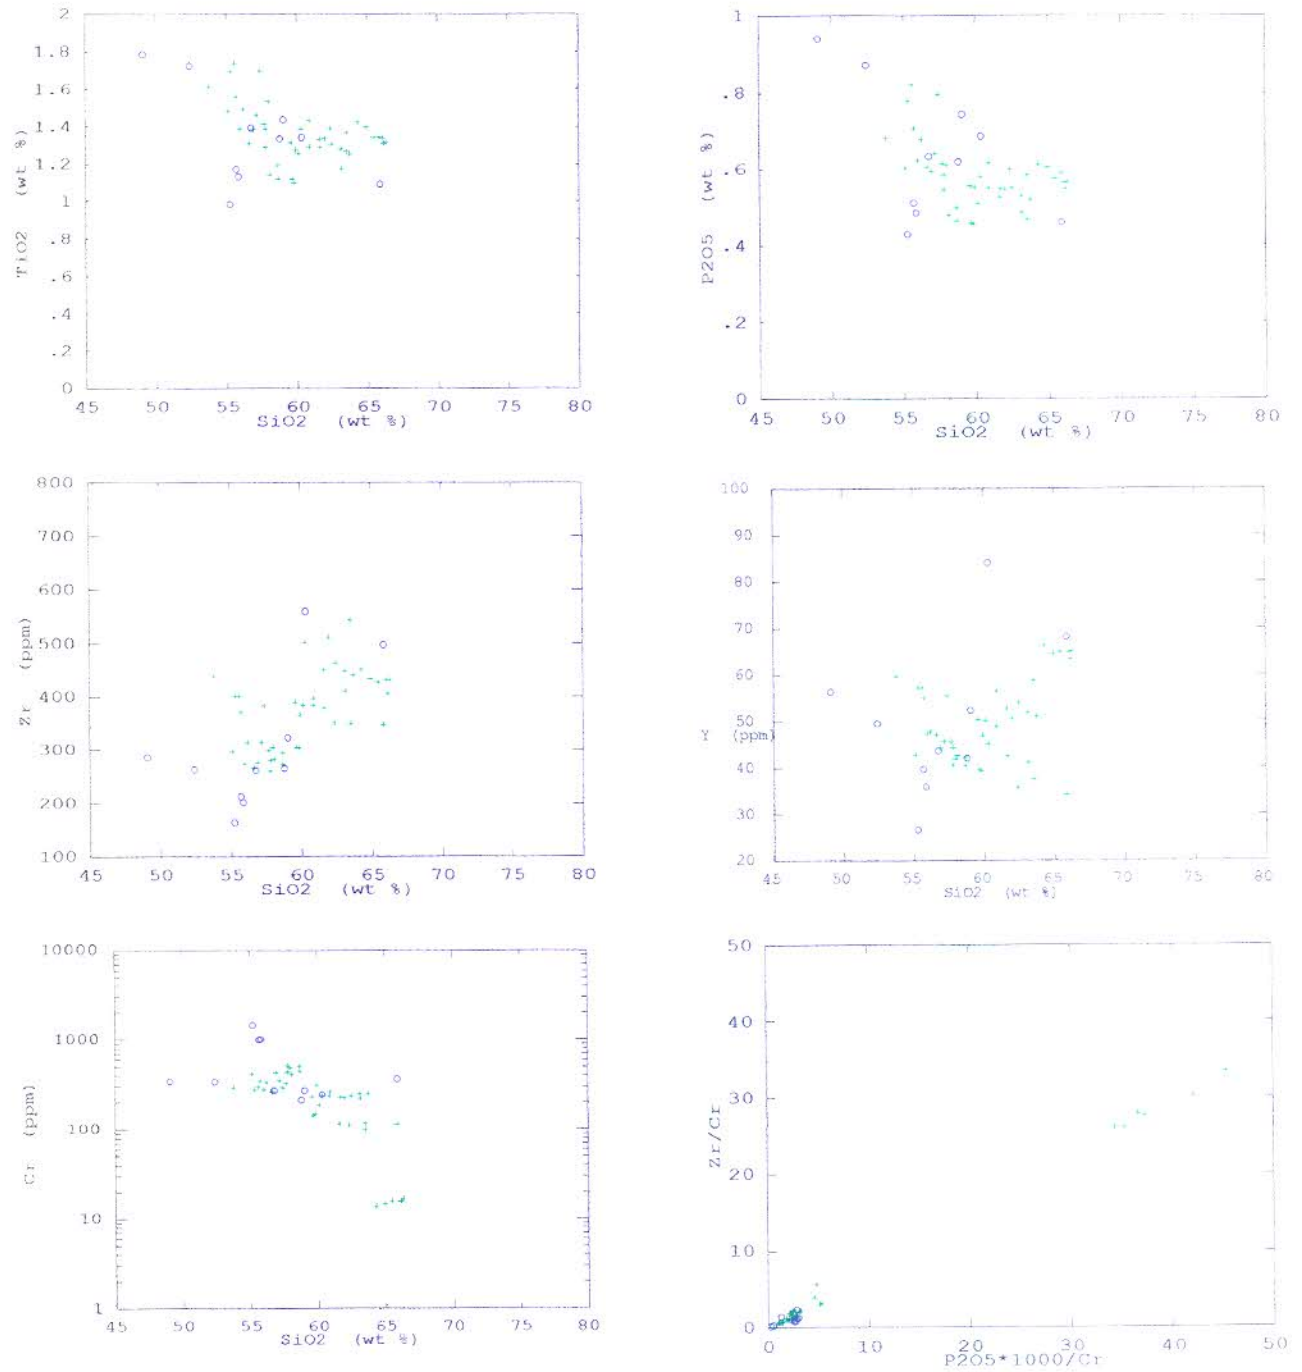 2
1.8
1.6
1.4
1.2
1
.8
.6
.4
.2
0
TiO2 (wt %)
45 50 55 60 65 70 75 80
SiO2 (wt %)
1
.8
.6
.4
.2
0
P2O5 (wt %)
45 50 55 60 65 70 75 80
SiO2 (wt %)
800
700
600
500
400
300
200
100
Zr (ppm)
45 50 55 60 65 70 75 80
SiO2 (wt %)
100
90
80
70
60
50
40
30
20
Y (ppm)
45 50 55 60 65 70 75 80
SiO2 (wt %)
10000
1000
100
10
1
Cr (ppm)
45 50 55 60 65 70 75 80
SiO2 (wt %)
50
40
30
20
10
0
Zr/Cr
0 10 20 30 40 50
P2O5*1000/Cr